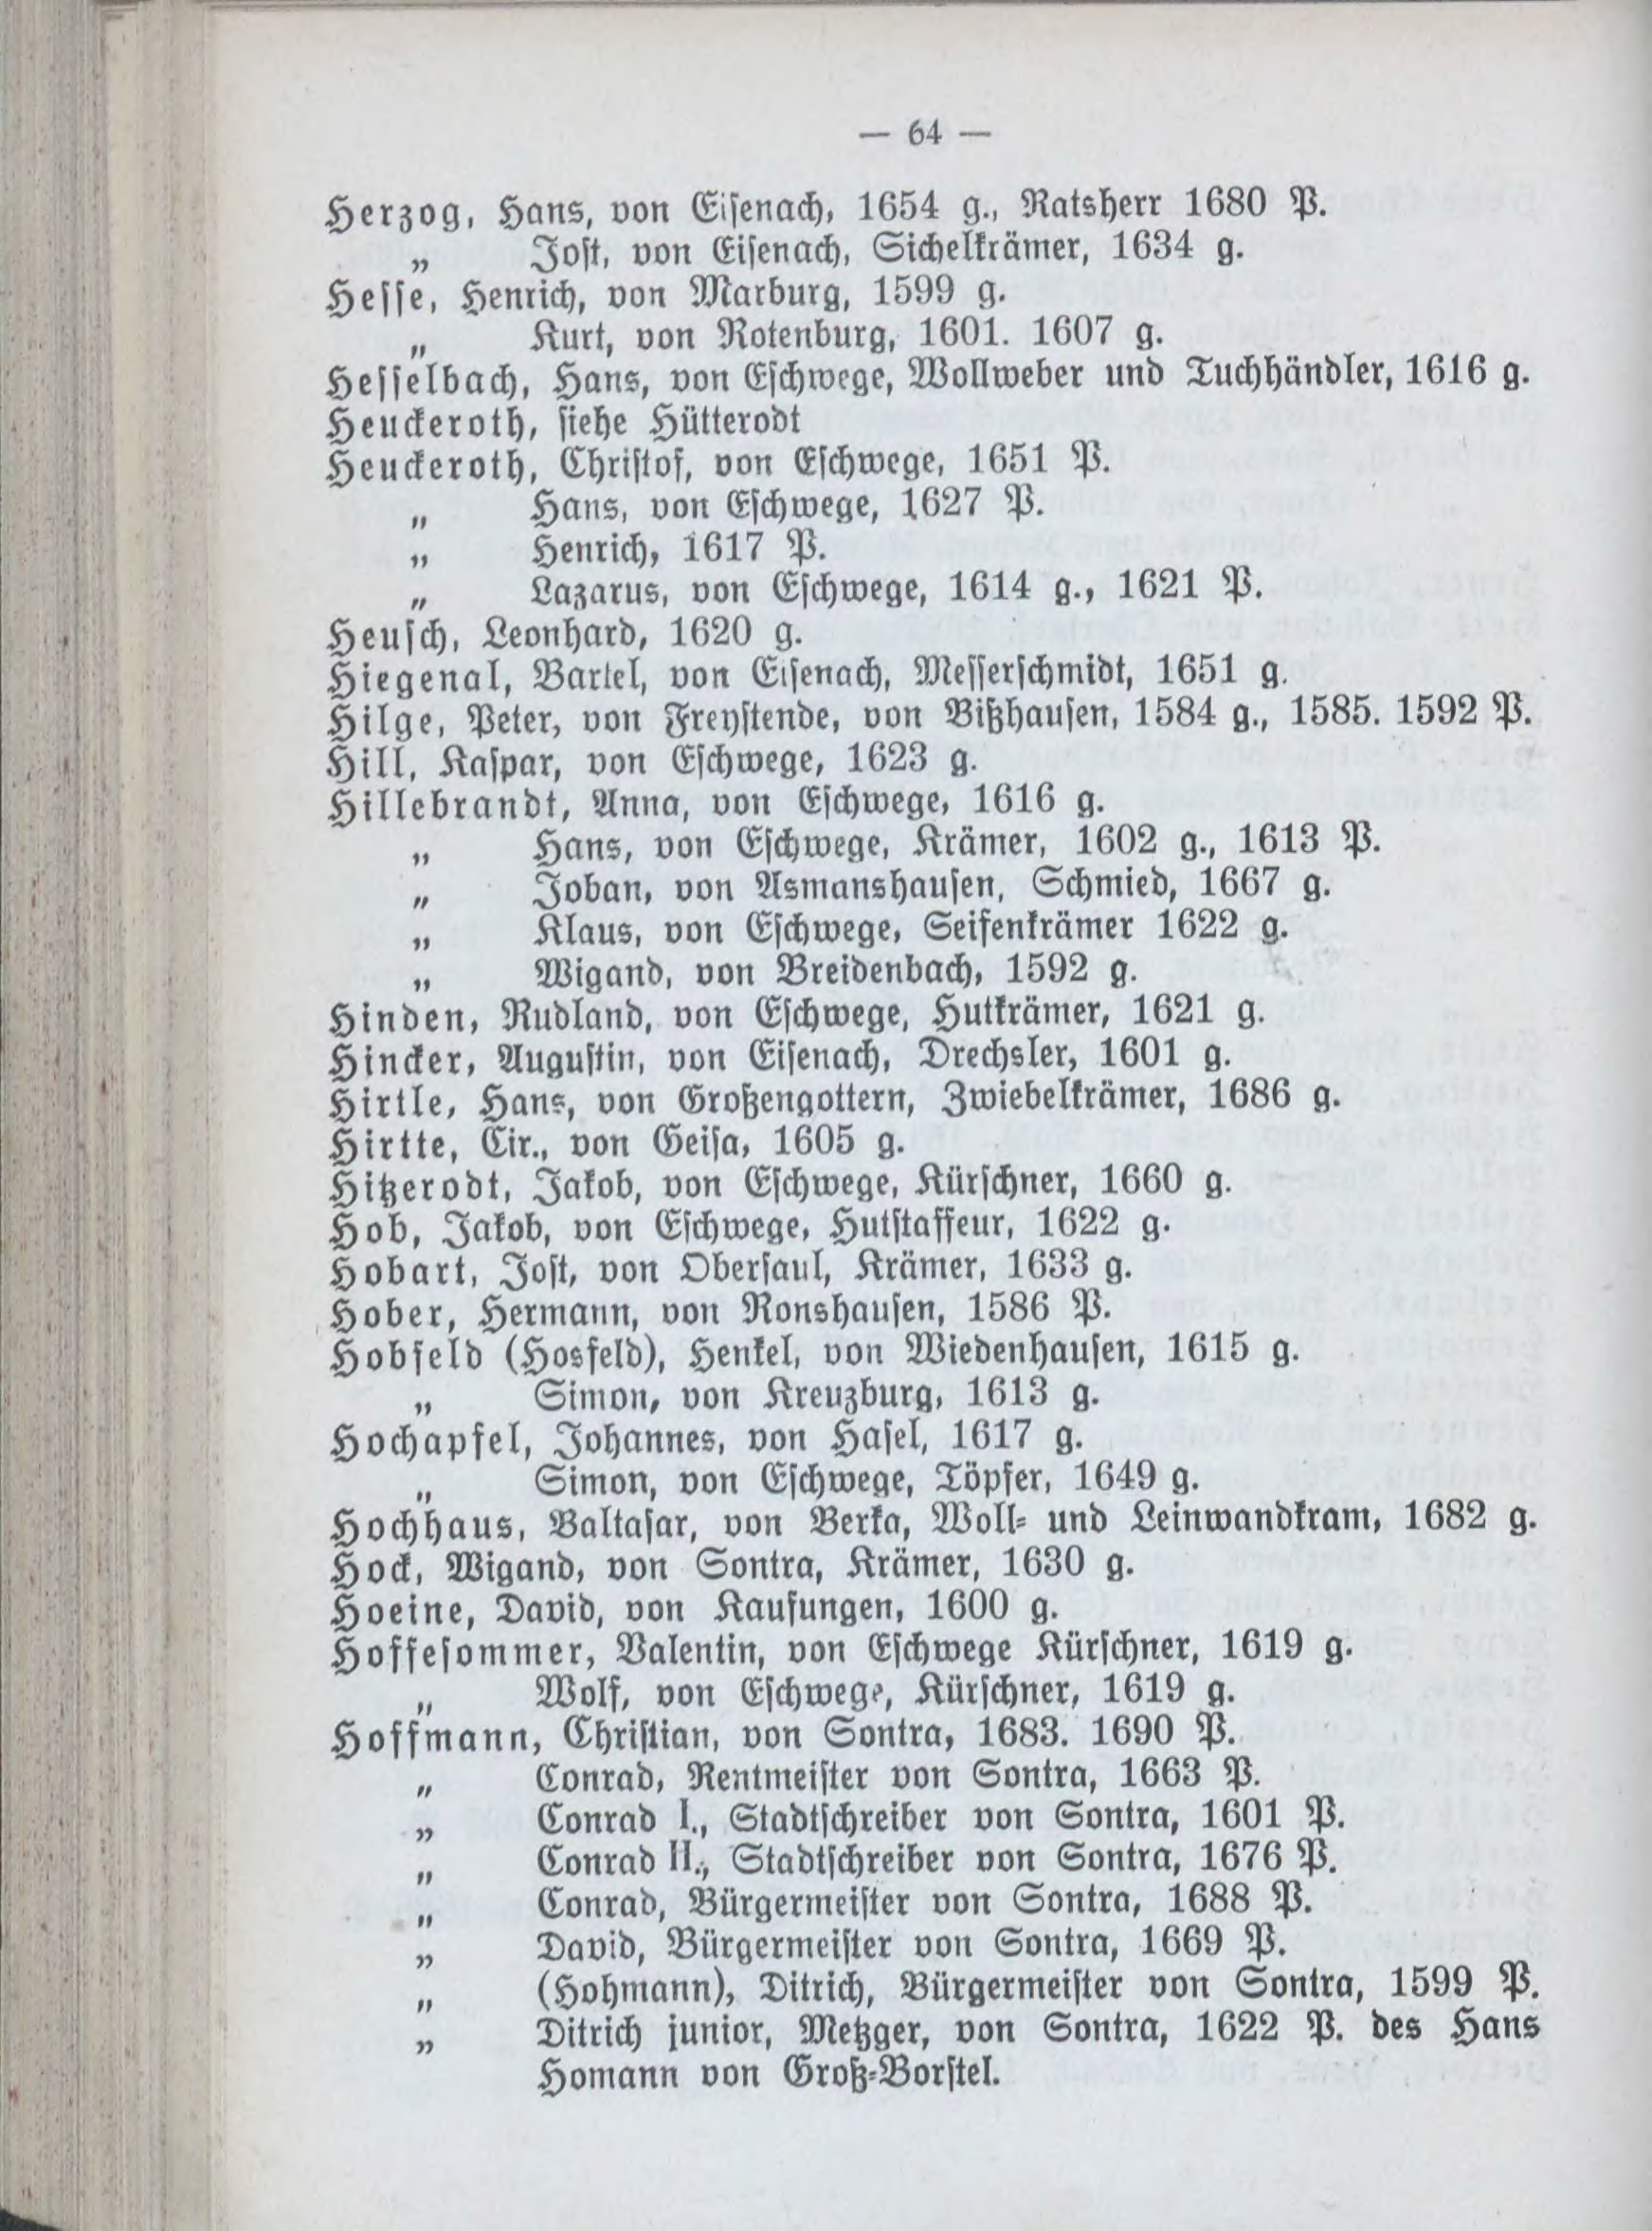 — 64 —
Herzog, Hans, von Eisenach, 1654 g., Ratsherr 1680 P.
„ Jost, von Eisenach, Sichelkrämer, 1634 g.
Hesse, Henrich, von Marburg, 1599 g.
„ Kurt, von Rotenburg, 1601. 1607 g.
Hesselbach, Hans, von Eschwege, Wollweber und Tuchhändler, 1616 g.
Heuckeroth, siehe Hütterodt
Heuckeroth, Christof, von Eschwege, 1651 P.
„ Hans, von Eschwege, 1627 P.
„ Henrich, 1617 P.
„ Lazarus, von Eschwege, 1614 g., 1621 P.
Heusch, Leonhard, 1620 g.
Hiegenal, Bartel, von Eisenach, Messerschmidt, 1651 g.
Hilge, Peter, von Freystende, von Bißhausen, 1584 g., 1585. 1592 P.
Hill, Kaspar, von Eschwege, 1623 g.
Hillebrandt, Anna, von Eschwege, 1616 g.
„ Hans, von Eschwege, Krämer, 1602 g., 1613 P.
„ Joban, von Asmanshausen, Schmied, 1667 g.
„ Klaus, von Eschwege, Seifenkrämer 1622 g.
„ Wigand, von Breidenbach, 1592 g.
Hinden, Rudland, von Eschwege, Hutkrämer, 1621 g.
Hincker, Augustin, von Eisenach, Drechsler, 1601 g.
Hirtle, Hans, von Großengottern, Zwiebelkrämer, 1686 g.
Hirtte, Cir., von Geisa, 1605 g.
Hitzerodt, Jakob, von Eschwege, Kürschner, 1660 g.
Hob, Jakob, von Eschwege, Hutstaffeur, 1622 g.
Hobart, Jost, von Obersaul, Krämer, 1633 g.
Hober, Hermann, von Ronshausen, 1586 P.
Hobfeld (Hosfeld), Henkel, von Wiedenhausen, 1615 g.
„ Simon, von Kreuzburg, 1613 g.
Hochapfel, Johannes, von Hasel, 1617 g.
„ Simon, von Eschwege, Töpfer, 1649 g.
Hochhaus, Baltasar, von Berka, Woll- und Leinwandkram, 1682 g.
Hock, Wigand, von Sontra, Krämer, 1630 g.
Hoeine, David, von Kaufungen, 1600 g.
Hoffesommer, Valentin, von Eschwege Kürschner, 1619 g.
„ Wolf, von Eschwege, Kürschner, 1619 g.
Hoffmann, Christian, von Sontra, 1683. 1690 P.
„ Conrad, Rentmeister von Sontra, 1663 P.
„ Conrad I., Stadtschreiber von Sontra, 1601 P.
„ Conrad II., Stadtschreiber von Sontra, 1676 P.
„ Conrad, Bürgermeister von Sontra, 1688 P.
„ David, Bürgermeister von Sontra, 1669 P.
„ (Hohmann), Ditrich, Bürgermeister von Sontra, 1599 P.
„ Ditrich junior, Metzger, von Sontra, 1622 P. des Hans
Homann von Groß-Borstel.